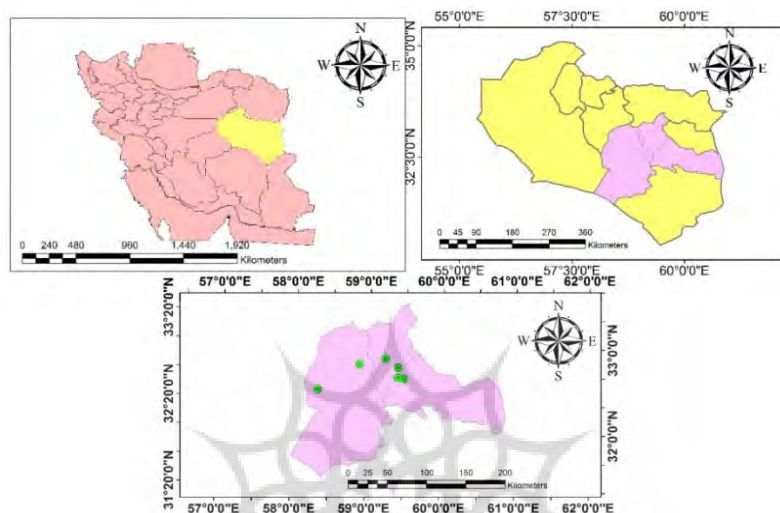 N
W E
S
0 240 480 960 1,440 1,920
Kilometers
55°0'0"E 57°30'0"E 60°0'0"E
35°0'0"N
32°30'0"N
N
W E
S
0 45 90 180 270 360
Kilometers
55°0'0"E 57°30'0"E 60°0'0"E
57°0'0"E 58°0'0"E 59°0'0"E 60°0'0"E 61°0'0"E 62°0'0"E
33°20'0"N
32°20'0"N
31°20'0"N
N
W E
S
33°0'0"N
32°0'0"N
0 25 50 100 150 200
Kilometers
57°0'0"E 58°0'0"E 59°0'0"E 60°0'0"E 61°0'0"E 62°0'0"E